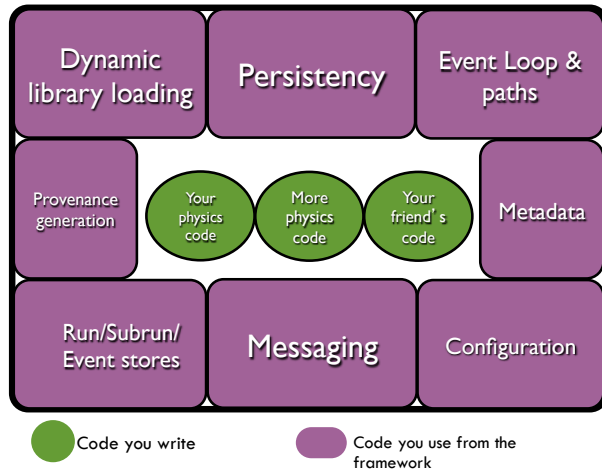 Dynamic
library loading
Persistency
Event Loop &
paths
Provenance
generation
Your
physics
code
More
physics
code
Your
friend's
code
Metadata
Run/Subrun/
Event stores
Messaging
Configuration
Code you write
Code you use from the
framework